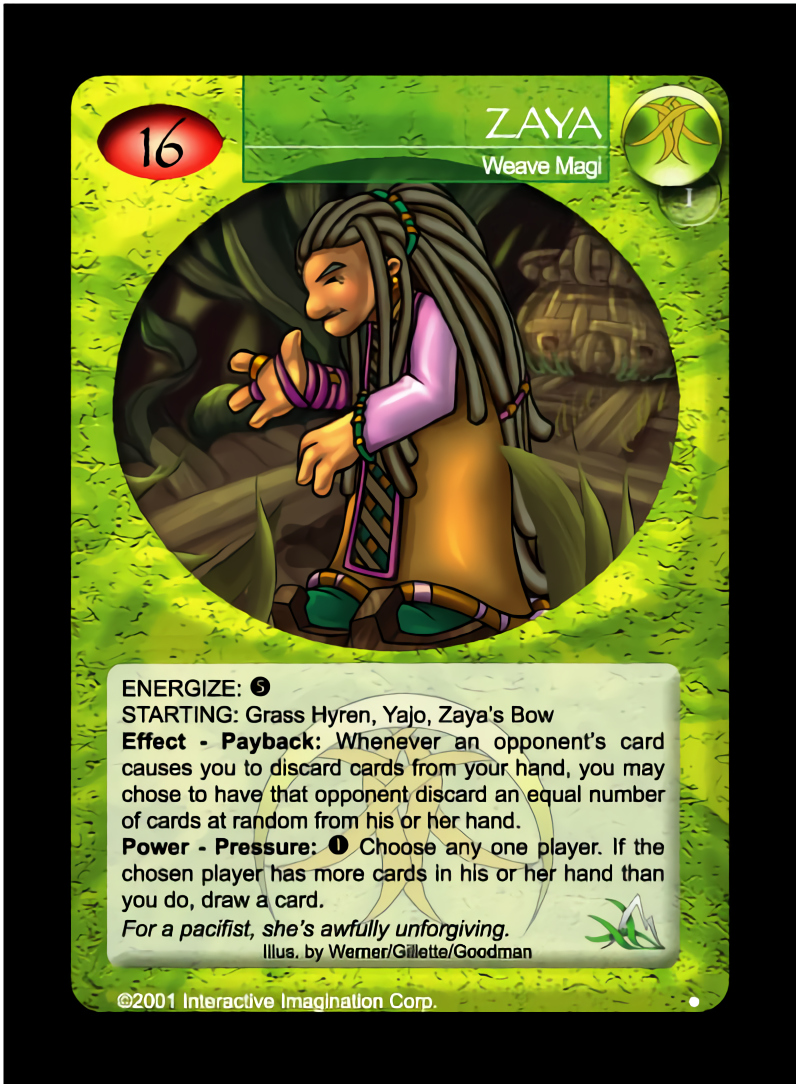 16
ZAYA
Weave Magi
I
ENERGIZE: 5
STARTING: Grass Hyren, Yajo, Zaya's Bow
Effect - Payback: Whenever an opponent's card
causes you to discard cards from your hand, you may
chose to have that opponent discard an equal number
of cards at random from his or her hand.
Power - Pressure: 1 Choose any one player. If the
chosen player has more cards in his or her hand than
you do, draw a card.
For a pacifist, she's awfully unforgiving.
Illus. by Werner/Gillette/Goodman
©2001 Interactive Imagination Corp.